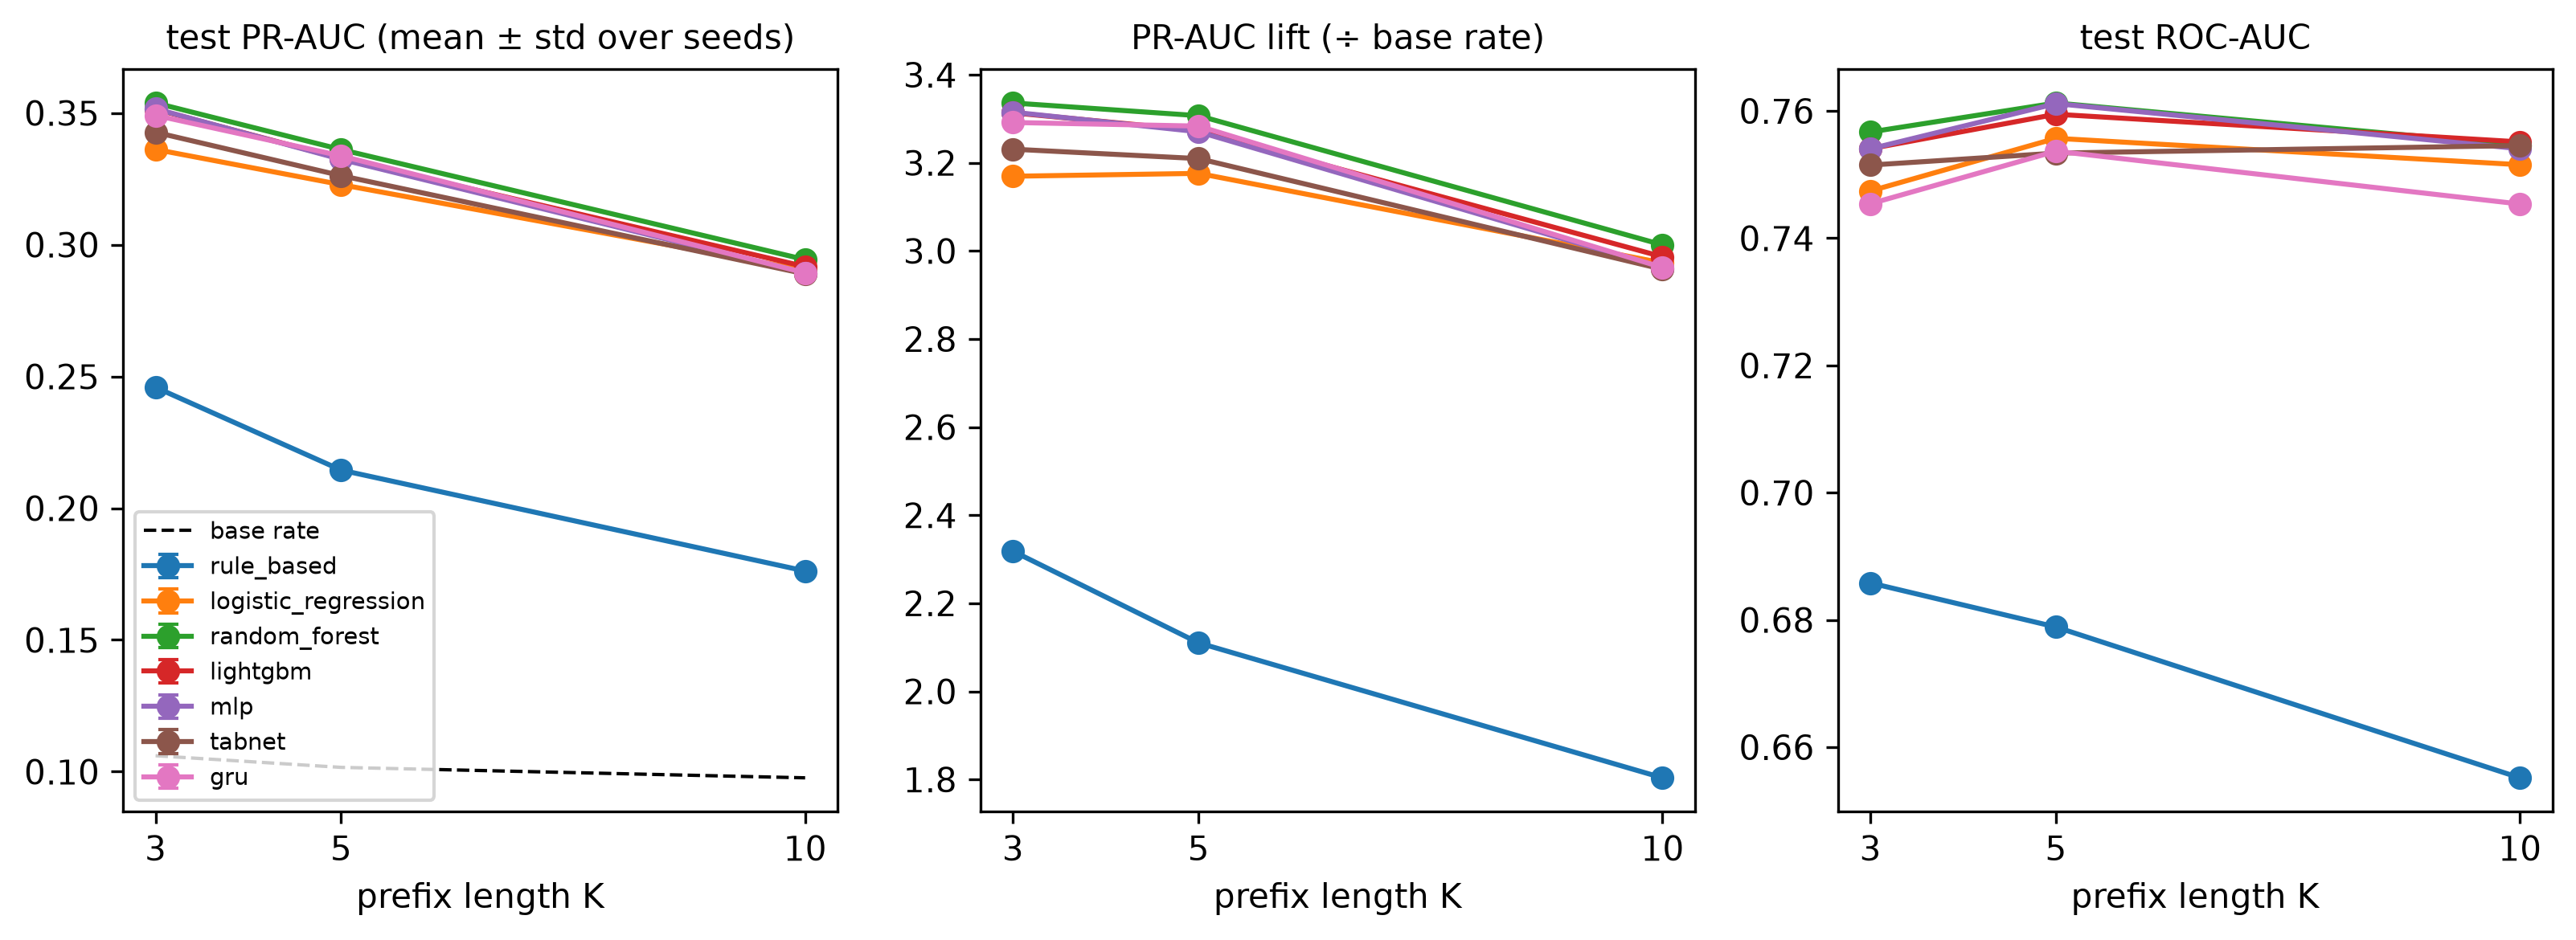 test PR-AUC (mean ± std over seeds)
0.35
0.30
0.25
0.20
0.15
0.10
base rate
rule_based
logistic_regression
random_forest
lightgbm
mlp
tabnet
gru
3 5 10
prefix length K
PR-AUC lift (÷ base rate)
3.4
3.2
3.0
2.8
2.6
2.4
2.2
2.0
1.8
3 5 10
prefix length K
test ROC-AUC
0.76
0.74
0.72
0.70
0.68
0.66
3 5 10
prefix length K